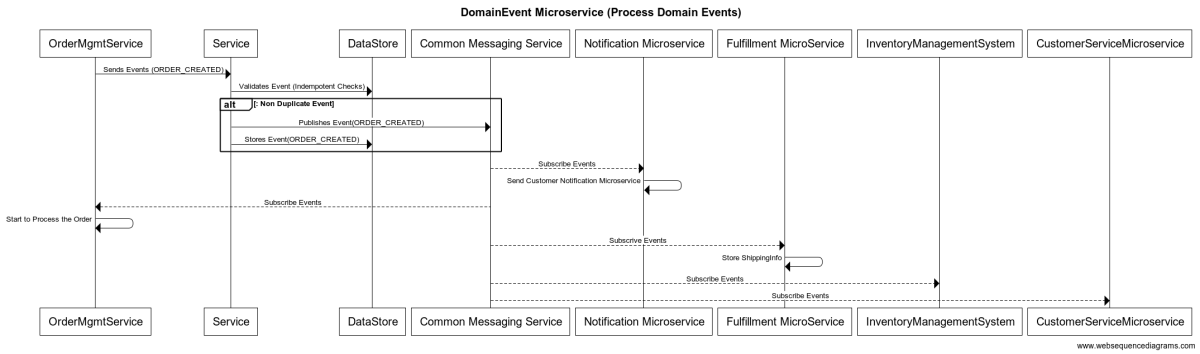 DomainEvent Microservice (Process Domain Events)
OrderMgmtService Service DataStore Common Messaging Service Notification Microservice Fulfillment MicroService InventoryManagementSystem CustomerServiceMicroservice
Sends Events (ORDER_CREATED)
Validates Event (Indempotent Checks)
alt [: Non Duplicate Event]
Publishes Event(ORDER_CREATED)
Stores Event(ORDER_CREATED)
Subscribe Events
Send Customer Notification Microservice
Subscribe Events
Start to Process the Order
Subscrive Events
Store ShippingInfo
Subscribe Events
Subscribe Events
OrderMgmtService Service DataStore Common Messaging Service Notification Microservice Fulfillment MicroService InventoryManagementSystem CustomerServiceMicroservice
www.websequencediagrams.com